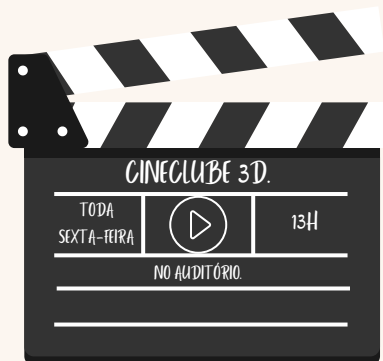 CINECLUBE 3D.
TODA
SEXTA-FEIRA
13H
NO AUDITÓRIO.